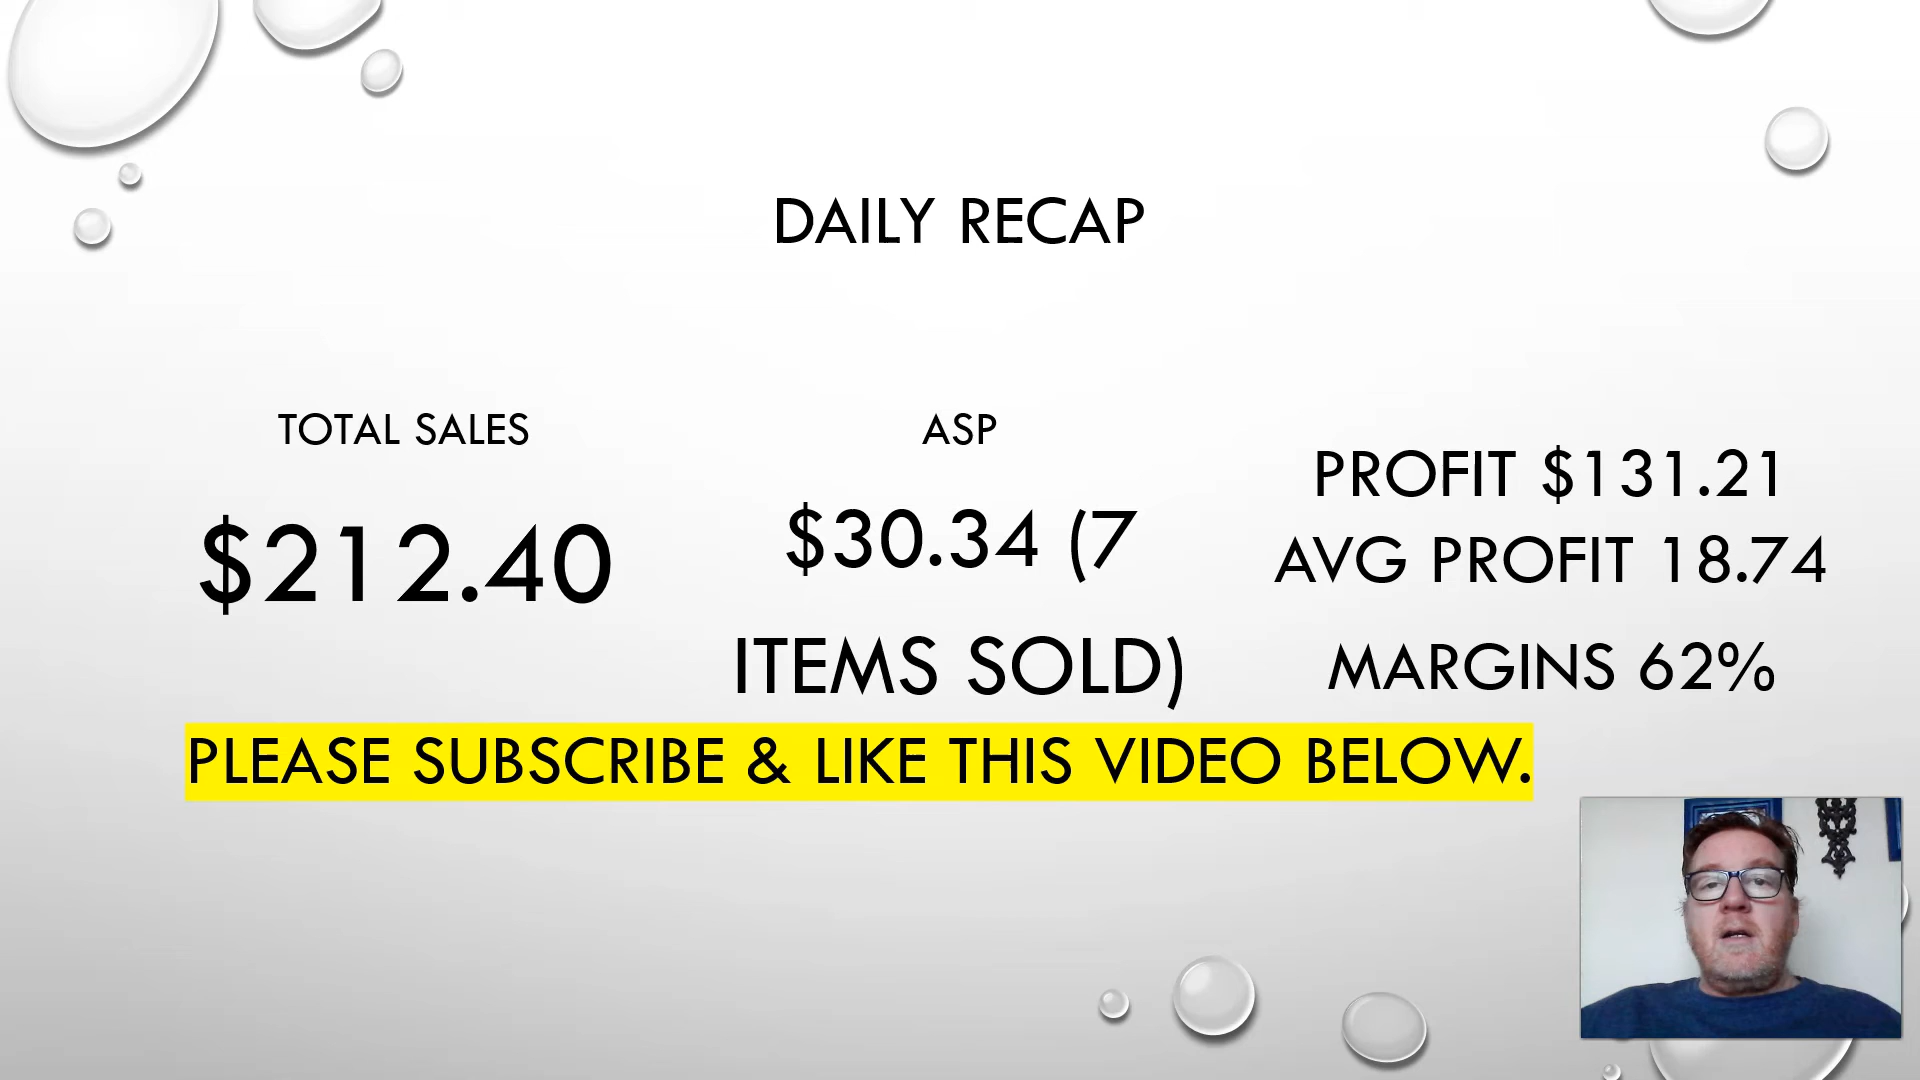 DAILY RECAP
TOTAL SALES
$212.40
ASP
$30.34 (7
ITEMS SOLD)
PROFIT $131.21
AVG PROFIT 18.74
MARGINS 62%
PLEASE SUBSCRIBE & LIKE THIS VIDEO BELOW.